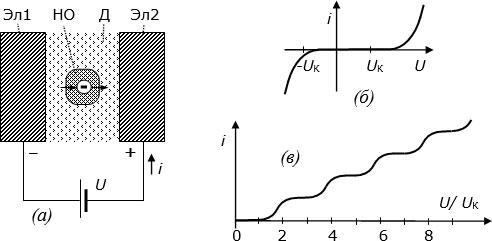 Эл1 НО Д Эл2
–
– +
i
U
(а)
i
-UК UК U
(б)
i
(в)
U/ UК
0 2 4 6 8